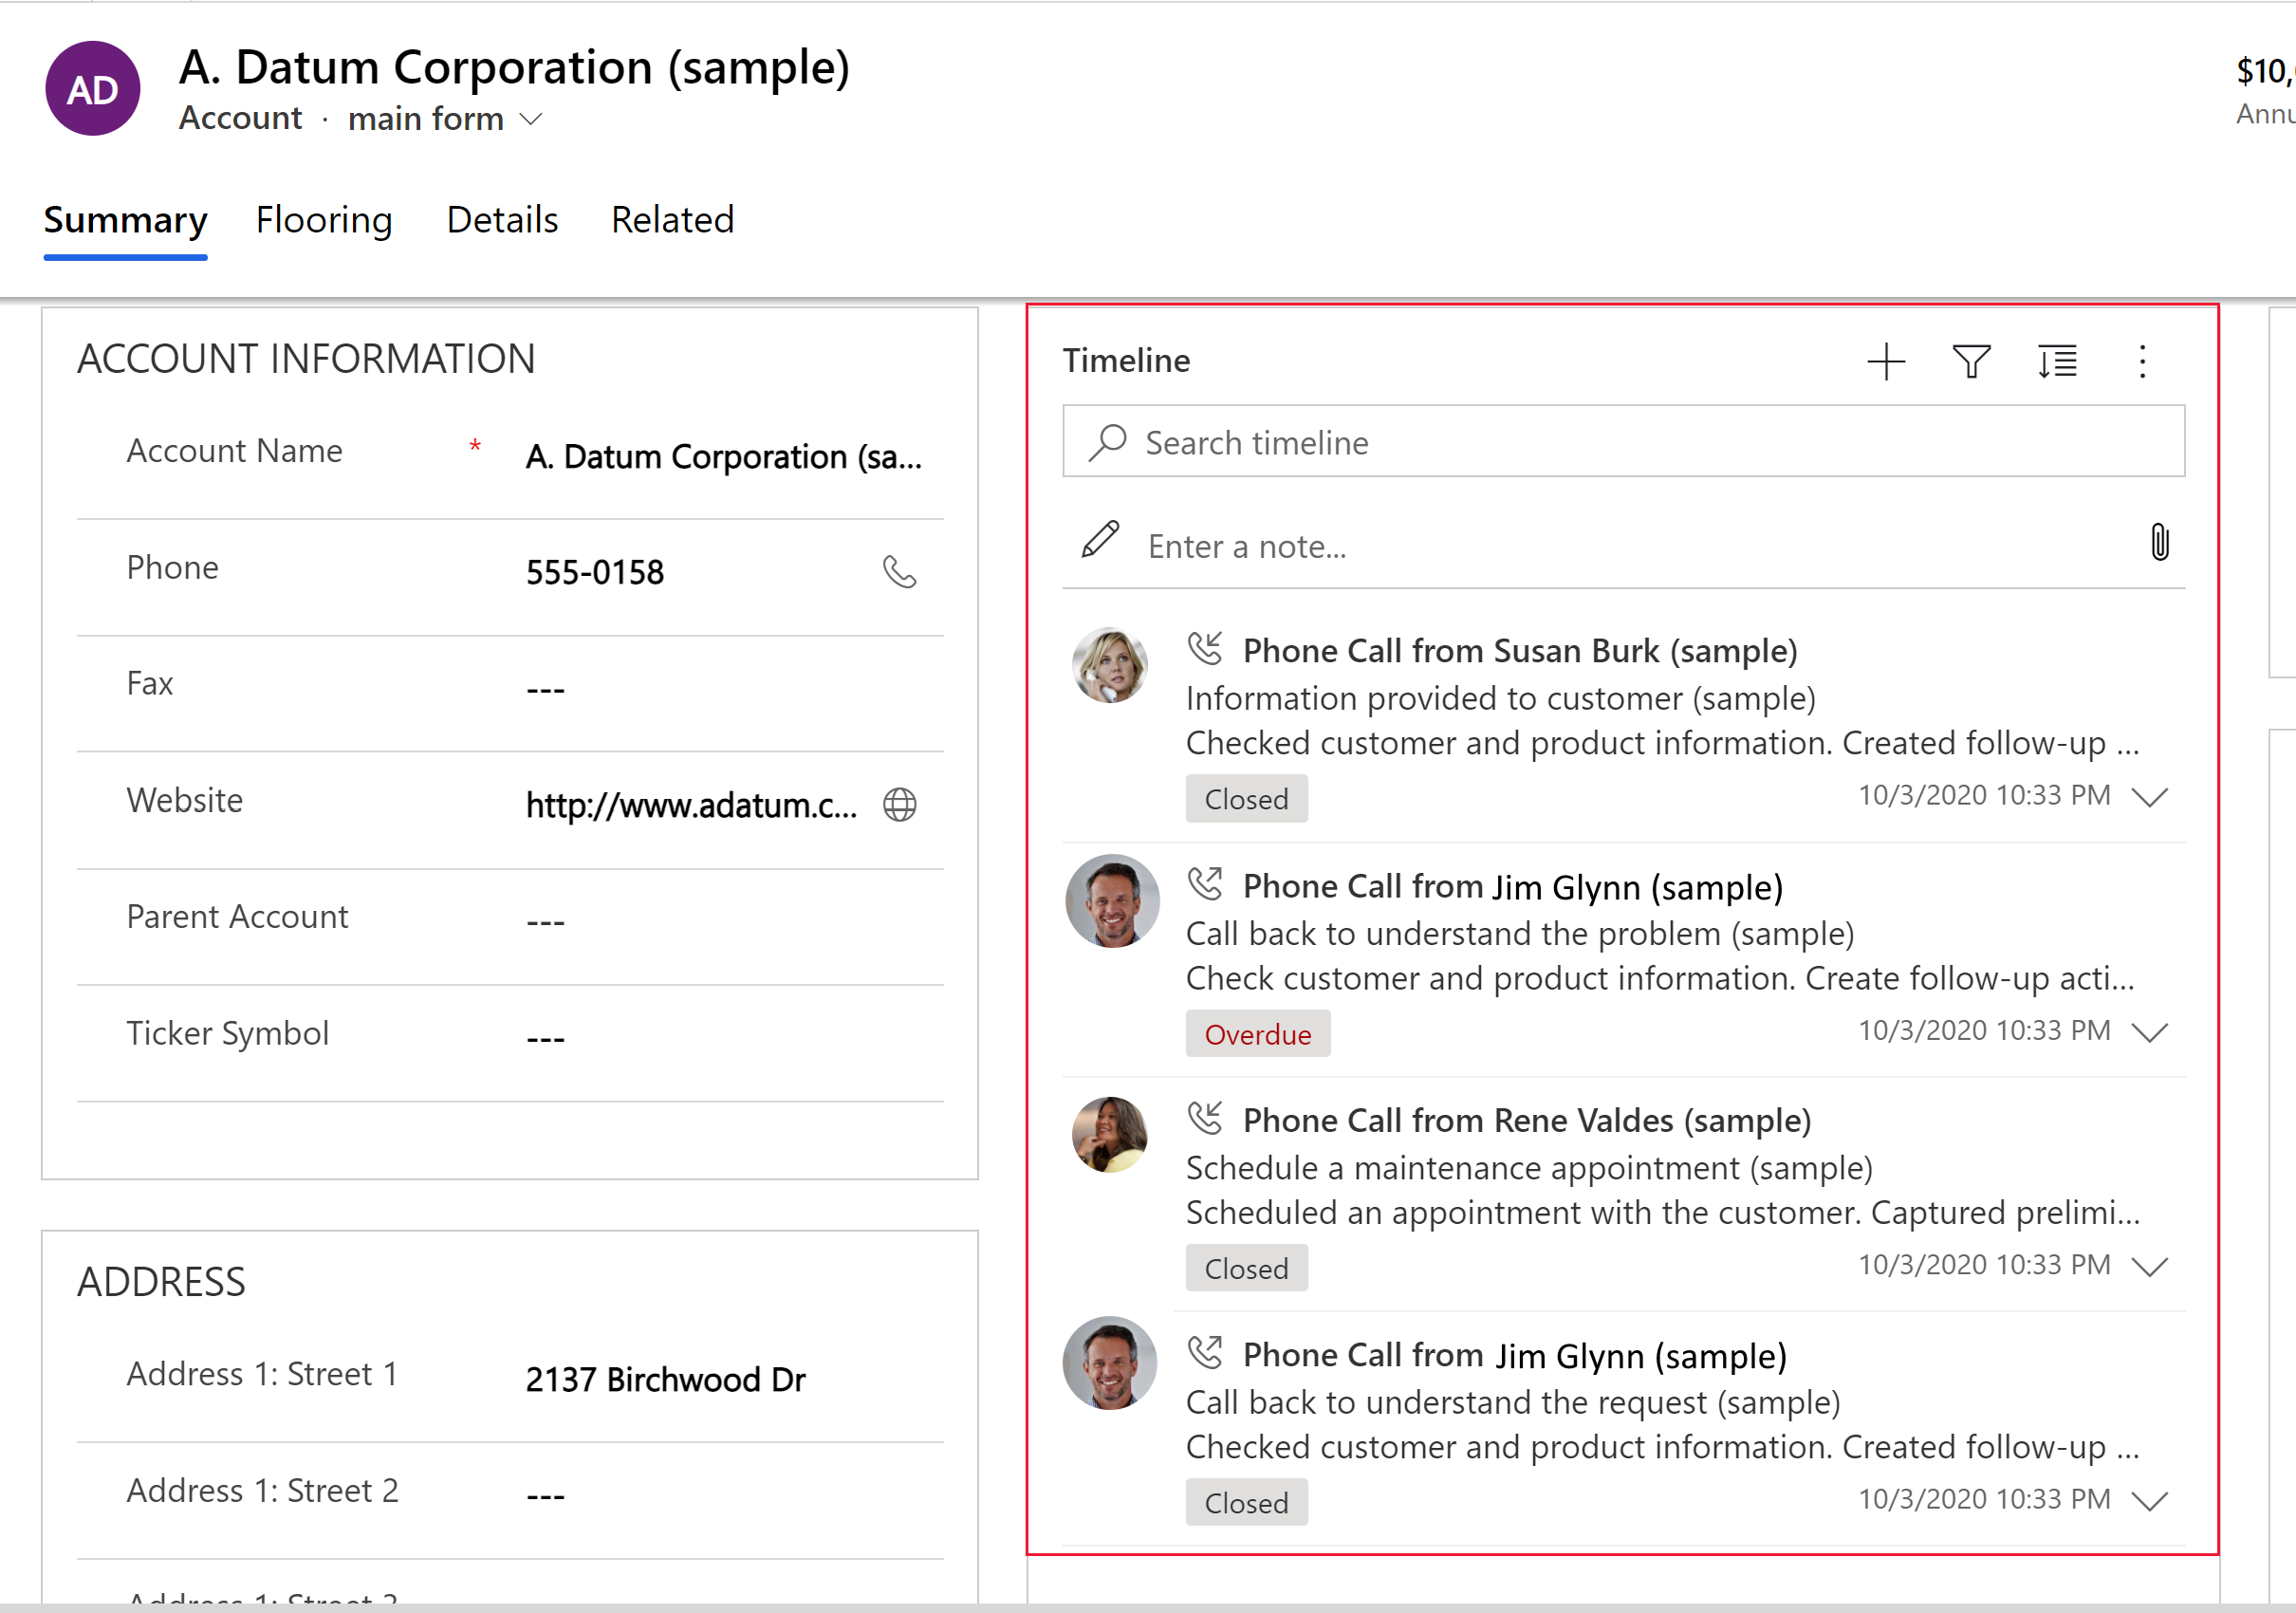 AD
A. Datum Corporation (sample)
Account · main form
$10,
Annu
Summary Flooring Details Related
ACCOUNT INFORMATION
Account Name * A. Datum Corporation (sa...
Phone 555-0158
Fax ---
Website http://www.adatum.c...
Parent Account ---
Ticker Symbol ---
ADDRESS
Address 1: Street 1 2137 Birchwood Dr
Address 1: Street 2 ---
Timeline
Search timeline
Enter a note...
Phone Call from Susan Burk (sample)
Information provided to customer (sample)
Checked customer and product information. Created follow-up ...
Closed 10/3/2020 10:33 PM
Phone Call from Jim Glynn (sample)
Call back to understand the problem (sample)
Check customer and product information. Create follow-up acti...
Overdue 10/3/2020 10:33 PM
Phone Call from Rene Valdes (sample)
Schedule a maintenance appointment (sample)
Scheduled an appointment with the customer. Captured prelimi...
Closed 10/3/2020 10:33 PM
Phone Call from Jim Glynn (sample)
Call back to understand the request (sample)
Checked customer and product information. Created follow-up ...
Closed 10/3/2020 10:33 PM